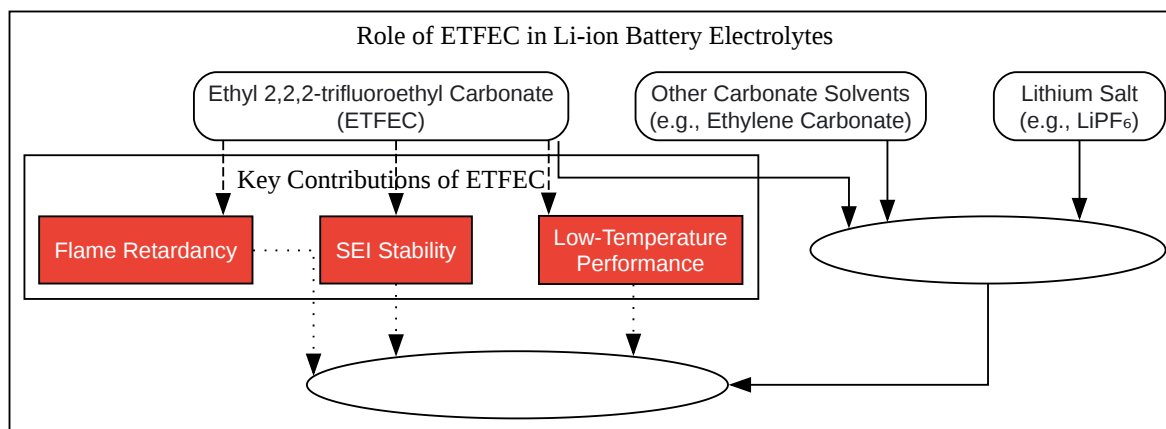 Role of ETFEC in Li-ion Battery Electrolytes
Ethyl 2,2,2-trifluoroethyl Carbonate
(ETFEC)
Other Carbonate Solvents
(e.g., Ethylene Carbonate)
Lithium Salt
(e.g., LiPF₆)
Key Contributions of ETFEC
Flame Retardancy
SEI Stability
Low-Temperature
Performance